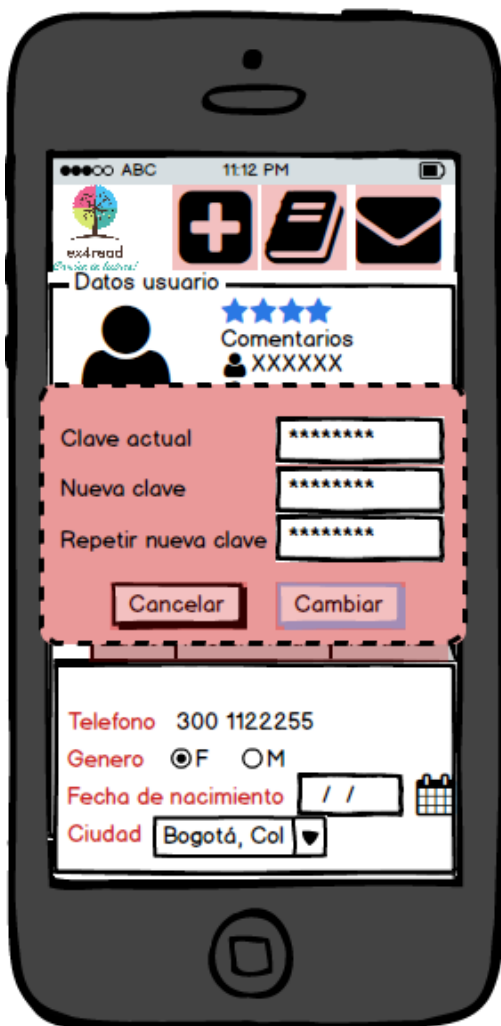 ABC 11:12 PM
ex4read
Datos usuario
Comentarios
XXXXXX
Clave actual ********
Nueva clave ********
Repetir nueva clave ********
Cancelar Cambiar
Telefono 300 1122255
Genero F M
Fecha de nacimiento / /
Ciudad Bogotá, Col